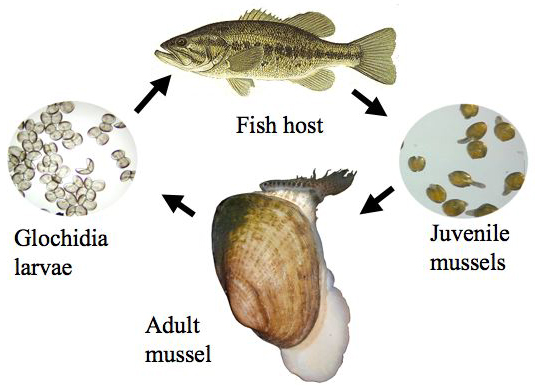 Fish host
Glochidia
larvae
Juvenile
mussels
Adult
mussel